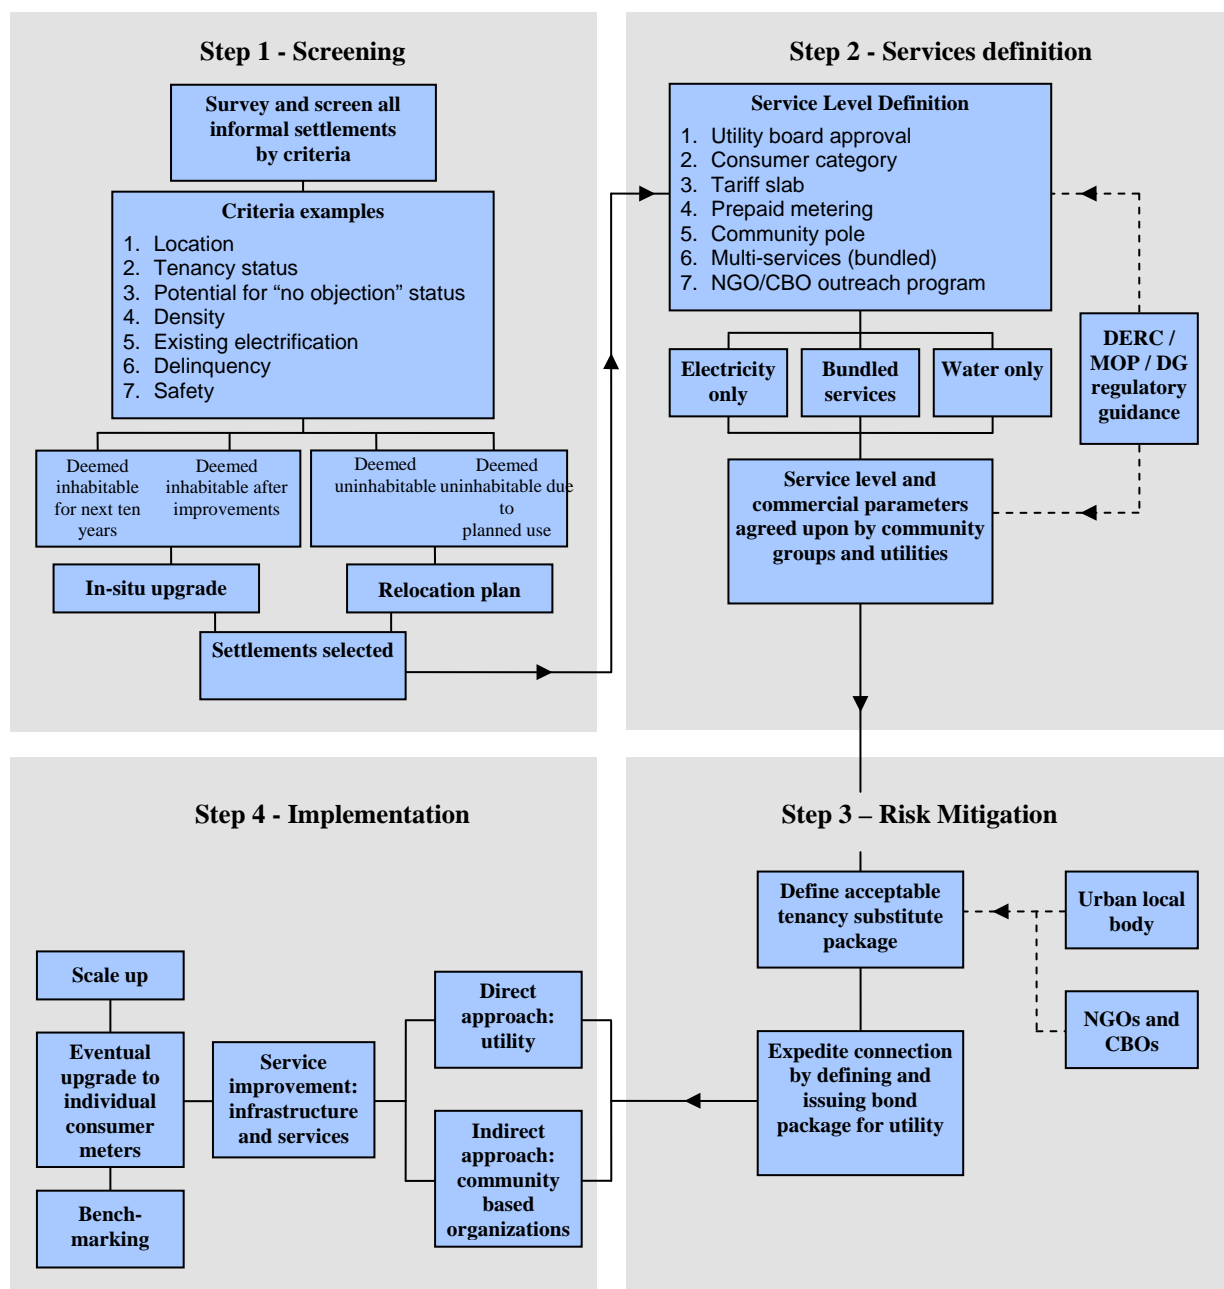 Step 1 - Screening
Survey and screen all
informal settlements
by criteria
Criteria examples
1. Location
2. Tenancy status
3. Potential for “no objection” status
4. Density
5. Existing electrification
6. Delinquency
7. Safety
Deemed
inhabitable
for next ten
years
Deemed
inhabitable after
improvements
Deemed
uninhabitable
Deemed
uninhabitable due
to
planned use
In-situ upgrade
Relocation plan
Settlements selected
Step 2 - Services definition
Service Level Definition
1. Utility board approval
2. Consumer category
3. Tariff slab
4. Prepaid metering
5. Community pole
6. Multi-services (bundled)
7. NGO/CBO outreach program
Electricity
only
Bundled
services
Water only
DERC /
MOP / DG
regulatory
guidance
Service level and
commercial parameters
agreed upon by community
groups and utilities
Step 3 – Risk Mitigation
Define acceptable
tenancy substitute
package
Urban local
body
NGOs and
CBOs
Expedite connection
by defining and
issuing bond
package for utility
Step 4 - Implementation
Direct
approach:
utility
Indirect
approach:
community
based
organizations
Service
improvement:
infrastructure
and services
Scale up
Eventual
upgrade to
individual
consumer
meters
Bench-
marking